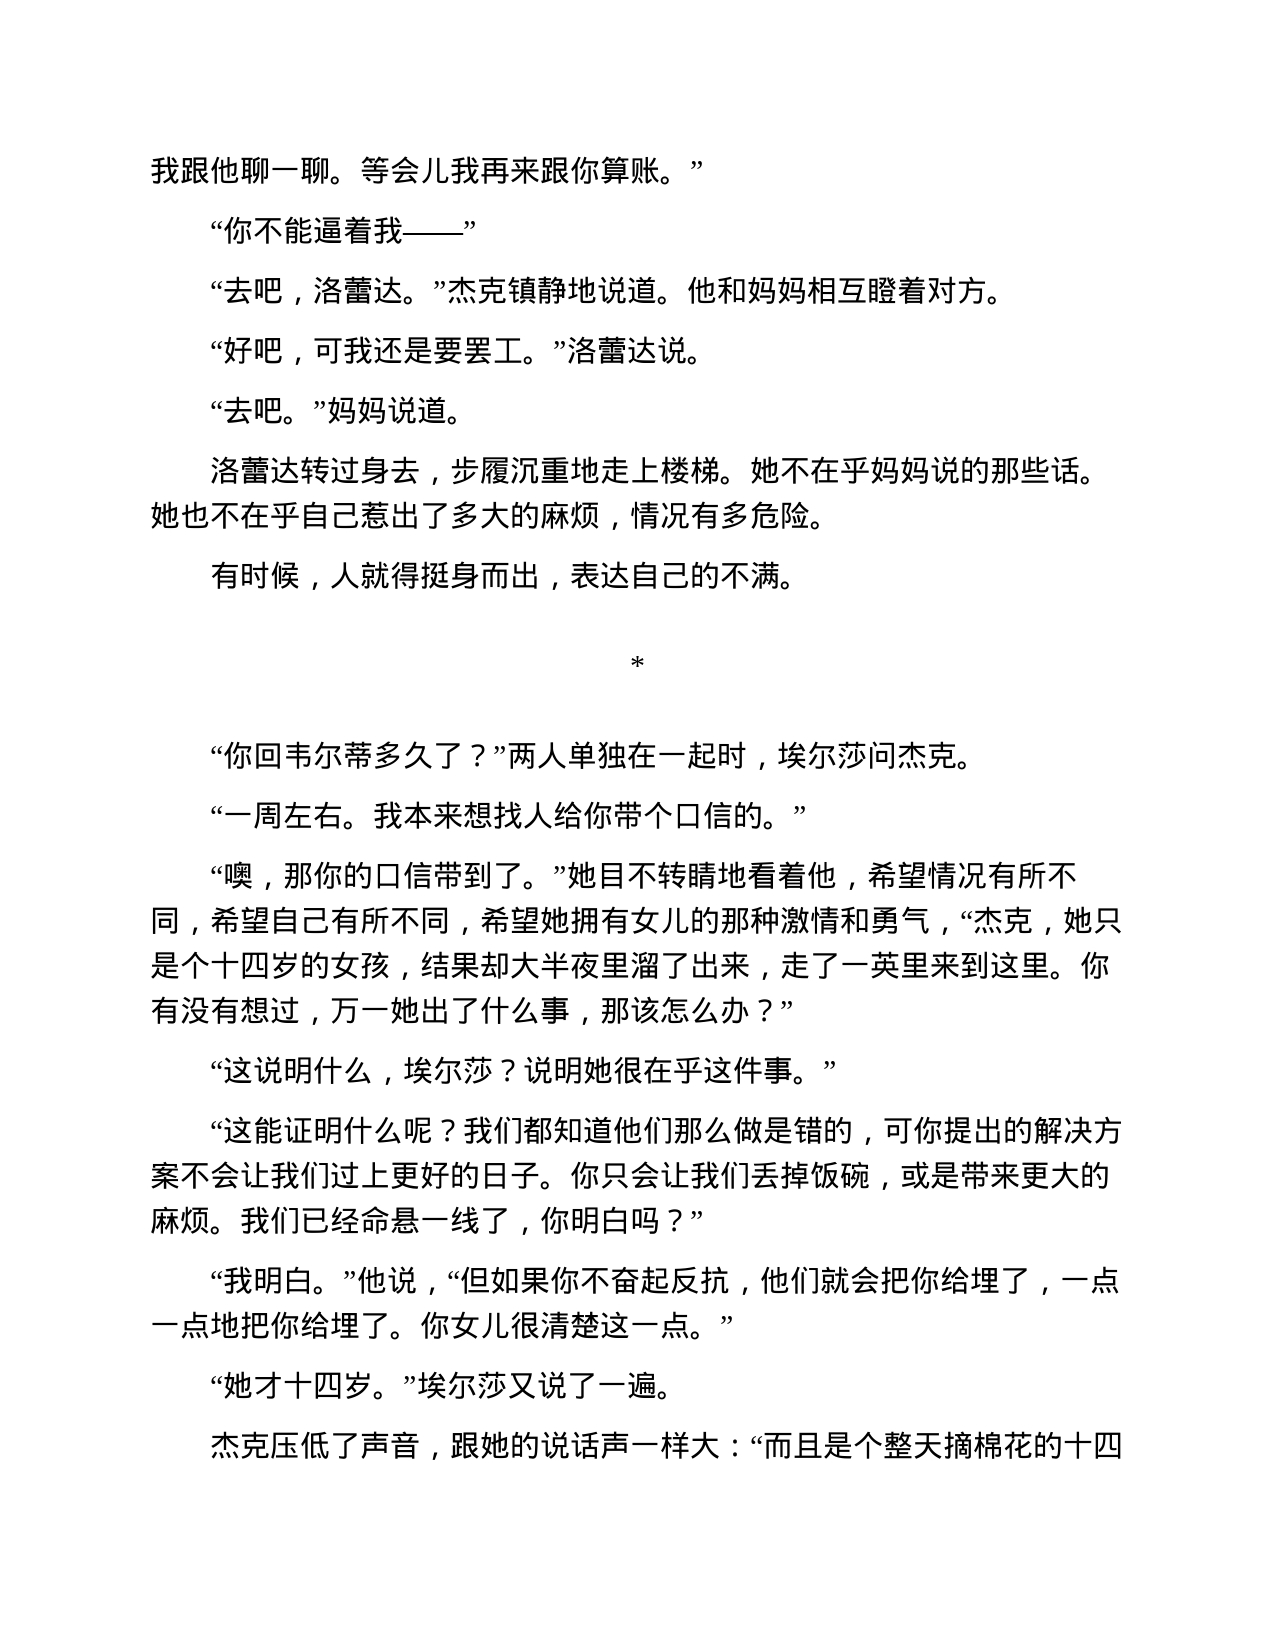 我跟他聊一聊。等会儿我再来跟你算账。”
“你不能逼着我——”
“去吧，洛蕾达。”杰克镇静地说道。他和妈妈相互瞪着对方。
“好吧，可我还是要罢工。”洛蕾达说。
“去吧。”妈妈说道。
洛蕾达转过身去，步履沉重地走上楼梯。她不在乎妈妈说的那些话。
她也不在乎自己惹出了多大的麻烦，情况有多危险。
有时候，人就得挺身而出，表达自己的不满。
*
“你回韦尔蒂多久了？”两人单独在一起时，埃尔莎问杰克。
“一周左右。我本来想找人给你带个口信的。”
“噢，那你的口信带到了。”她目不转睛地看着他，希望情况有所不
同，希望自己有所不同，希望她拥有女儿的那种激情和勇气，“杰克，她只
是个十四岁的女孩，结果却大半夜里溜了出来，走了一英里来到这里。你
有没有想过，万一她出了什么事，那该怎么办？”
“这说明什么，埃尔莎？说明她很在乎这件事。”
“这能证明什么呢？我们都知道他们那么做是错的，可你提出的解决方
案不会让我们过上更好的日子。你只会让我们丢掉饭碗，或是带来更大的
麻烦。我们已经命悬一线了，你明白吗？”
“我明白。”他说，“但如果你不奋起反抗，他们就会把你给埋了，一点
一点地把你给埋了。你女儿很清楚这一点。”
“她才十四岁。”埃尔莎又说了一遍。
杰克压低了声音，跟她的说话声一样大：“而且是个整天摘棉花的十四